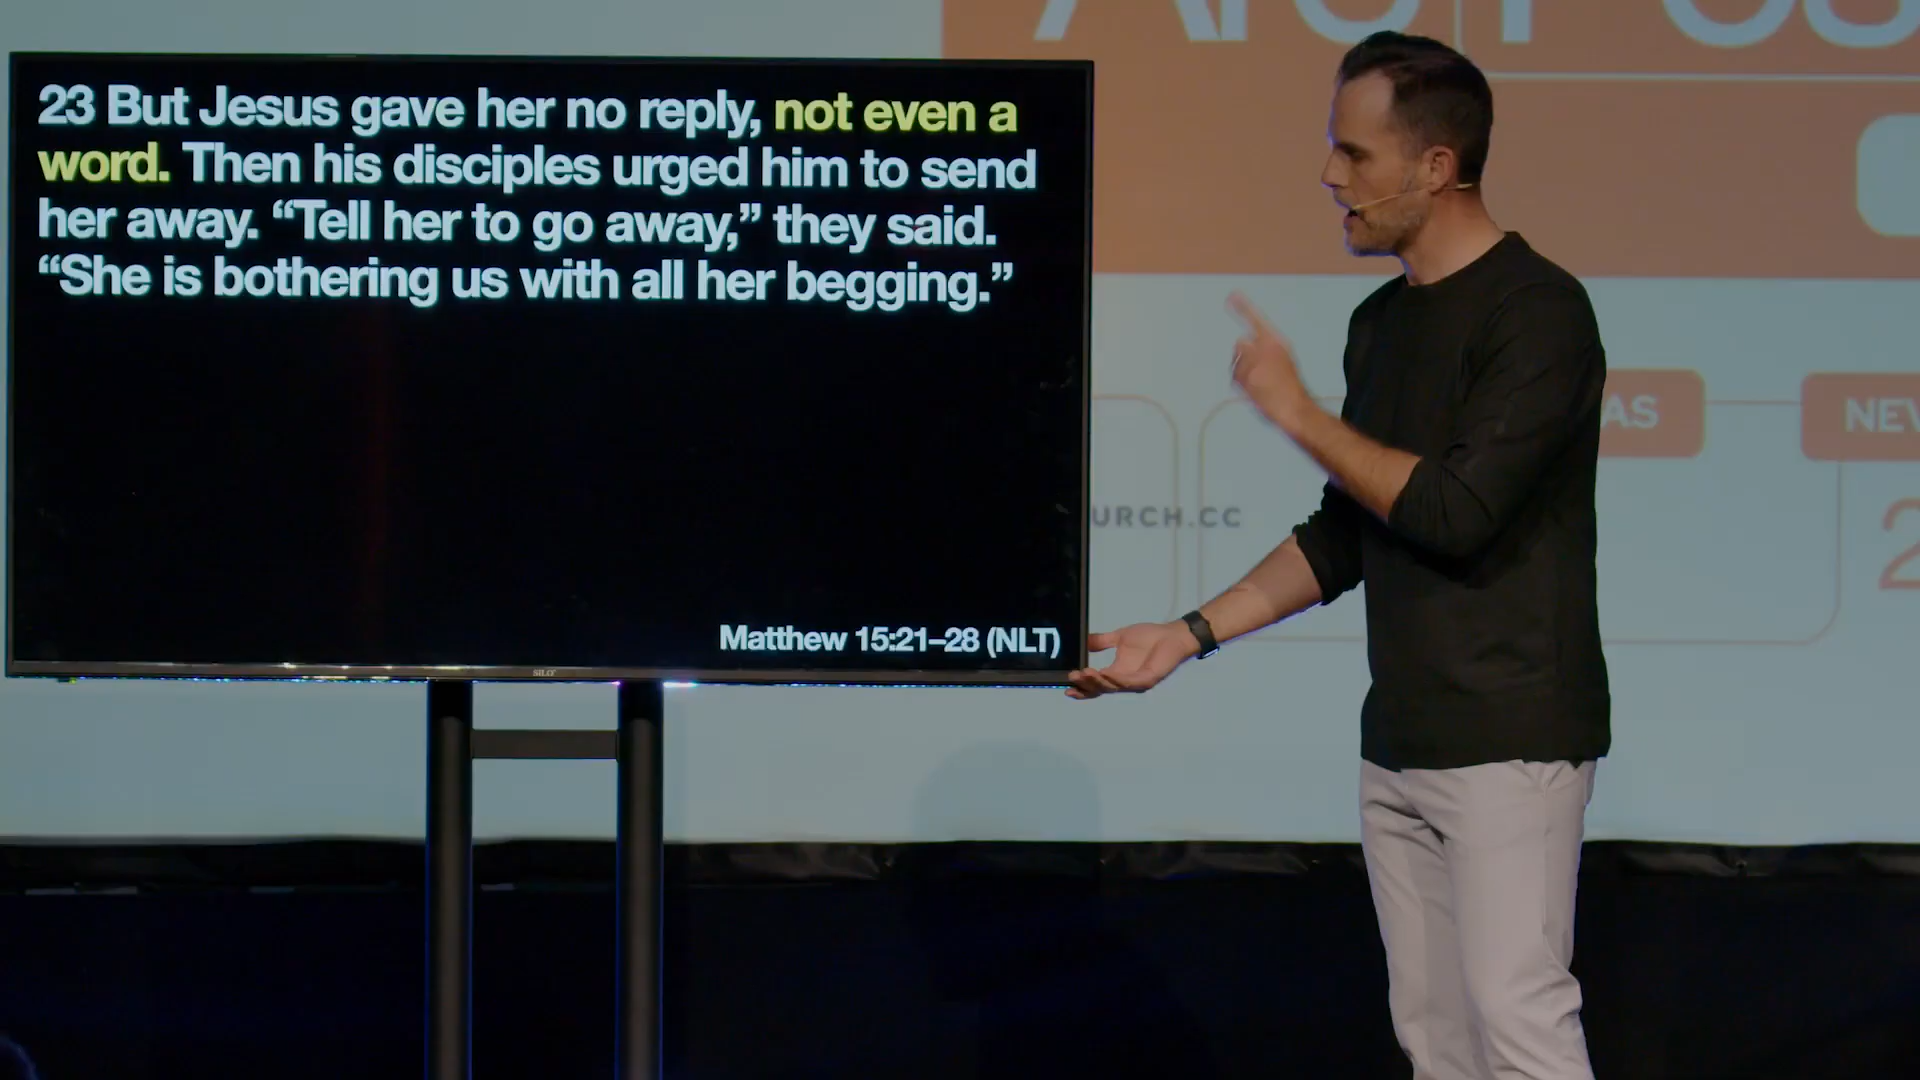 23 But Jesus gave her no reply, not even a
word. Then his disciples urged him to send
her away. “Tell her to go away,” they said.
“She is bothering us with all her begging.”
Matthew 15:21–28 (NLT)
URCH.CC
AS
NEV
2